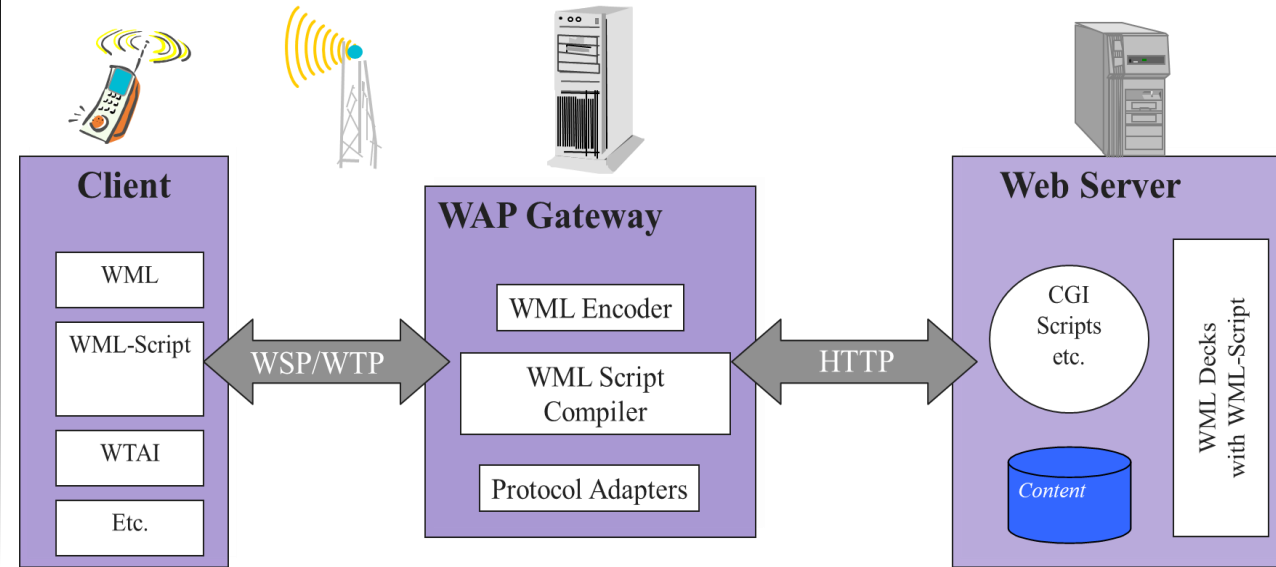 Client
WML
WML-Script
WTAI
Etc.
WSP/WTP
WAP Gateway
WML Encoder
WML Script
Compiler
Protocol Adapters
HTTP
Web Server
CGI
Scripts
etc.
Content
WML Decks
with WML-Script